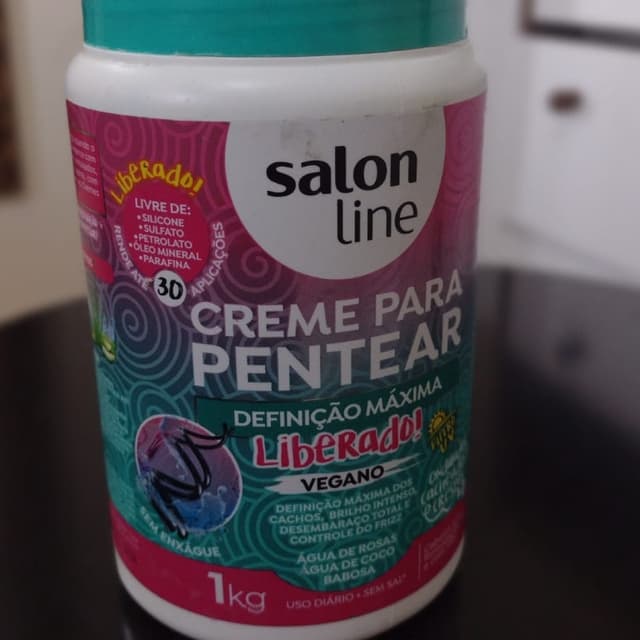 salon
line
LIBERADO!
LIVRE DE:
•SILICONE
•SULFATO
•PETROLATO
•ÓLEO MINERAL
•PARAFINA
RENDE ATÉ 30 APLICAÇÕES
CREME PARA
PENTEAR
DEFINIÇÃO MÁXIMA
LIBERADO!
VEGANO
DEFINIÇÃO MÁXIMA DOS
CACHOS, BRILHO INTENSO,
DESEMBARAÇO TOTAL E
CONTROLE DO FRIZZ
ÁGUA DE ROSAS
ÁGUA DE COCO
BABOSA
SEM ENXÁGUE
1kg
USO DIÁRIO • SEM SAL*